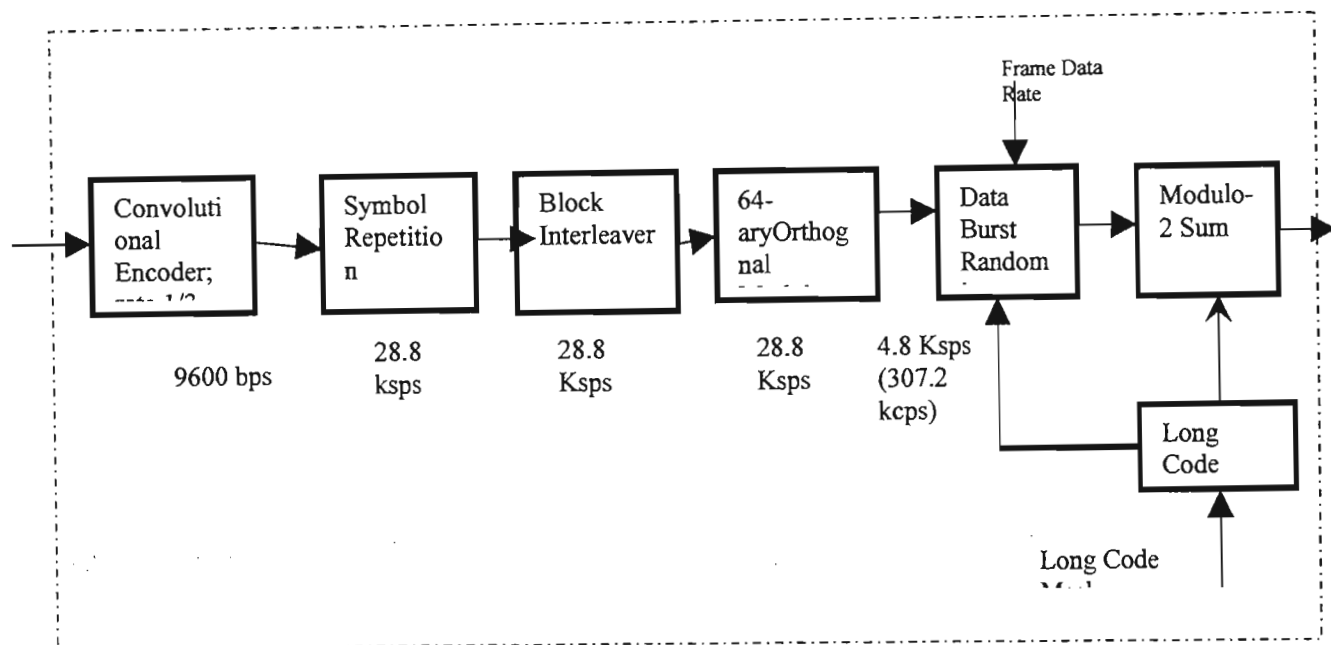 Frame Data
Rate
Convoluti
onal
Encoder;
Symbol
Repetitio
n
Block
Interleaver
64-
aryOrthog
nal
Data
Burst
Random
Modulo-
2 Sum
9600 bps
28.8
ksps
28.8
Ksps
28.8
Ksps
4.8 Ksps
(307.2
kcps)
Long
Code
Long Code